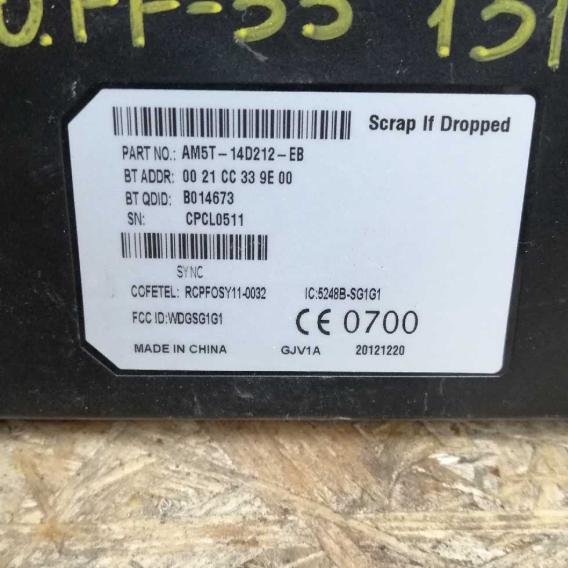 Scrap If Dropped
PART NO.: AM5T-14D212-EB
BT ADDR: 00 21 CC 33 9E 00
BT QDID: B014673
SN: CPCL0511
SYNC
COFETEL: RCPFOSY11-0032 IC:5248B-SG1G1
FCC ID:WDGSG1G1 CE 0700
MADE IN CHINA GJV1A 20121220